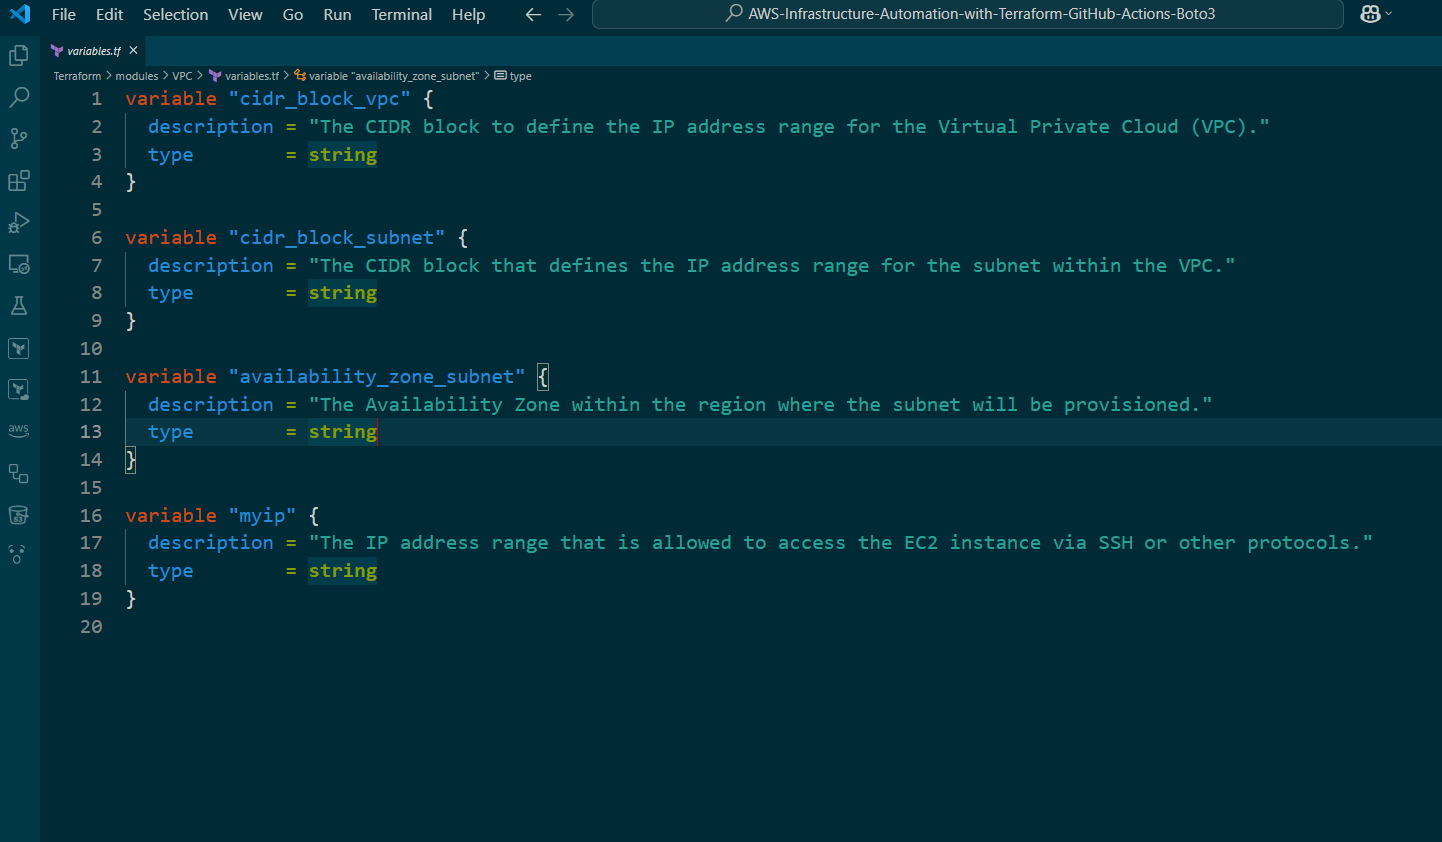 File Edit Selection View Go Run Terminal Help AWS-Infrastructure-Automation-with-Terraform-GitHub-Actions-Boto3
variables.tf
Terraform > modules > VPC > variables.tf > variable "availability_zone_subnet" > type
1 variable "cidr_block_vpc" {
2   description = "The CIDR block to define the IP address range for the Virtual Private Cloud (VPC)."
3   type        = string
4 }
5
6 variable "cidr_block_subnet" {
7   description = "The CIDR block that defines the IP address range for the subnet within the VPC."
8   type        = string
9 }
10
11 variable "availability_zone_subnet" {
12   description = "The Availability Zone within the region where the subnet will be provisioned."
13   type        = string
14 }
15
16 variable "myip" {
17   description = "The IP address range that is allowed to access the EC2 instance via SSH or other protocols."
18   type        = string
19 }
20
aws
S3